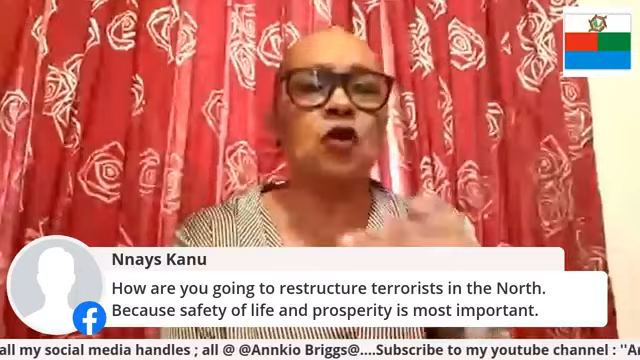 Nnays Kanu
How are you going to restructure terrorists in the North.
Because safety of life and prosperity is most important.
all my social media handles ; all @ @Annkio Briggs@....Subscribe to my youtube channel : "A